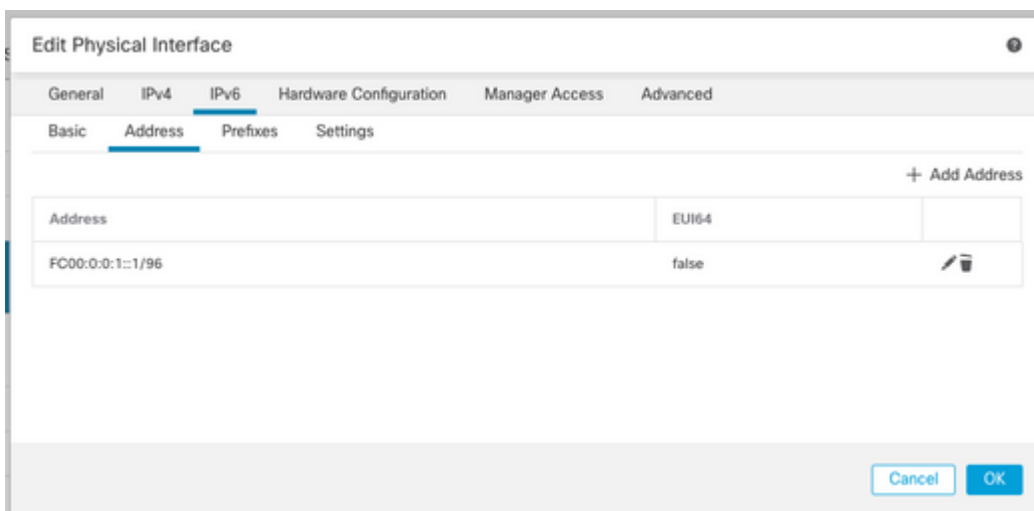 Edit Physical Interface
General IPv4 IPv6 Hardware Configuration Manager Access Advanced
Basic Address Prefixes Settings
+ Add Address
Address EUI64
FC00:0:0:1::1/96 false
Cancel OK